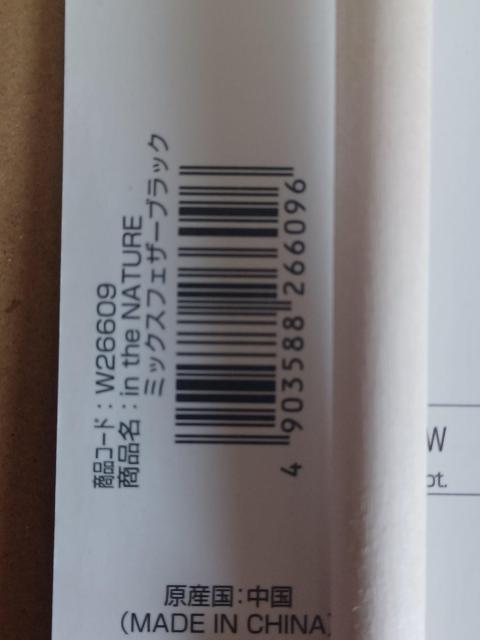 商品コード：W26609
商品名：in the NATURE
ミックスフェザーブラック
4 903588 266096
原産国：中国
(MADE IN CHINA)
W
pt.